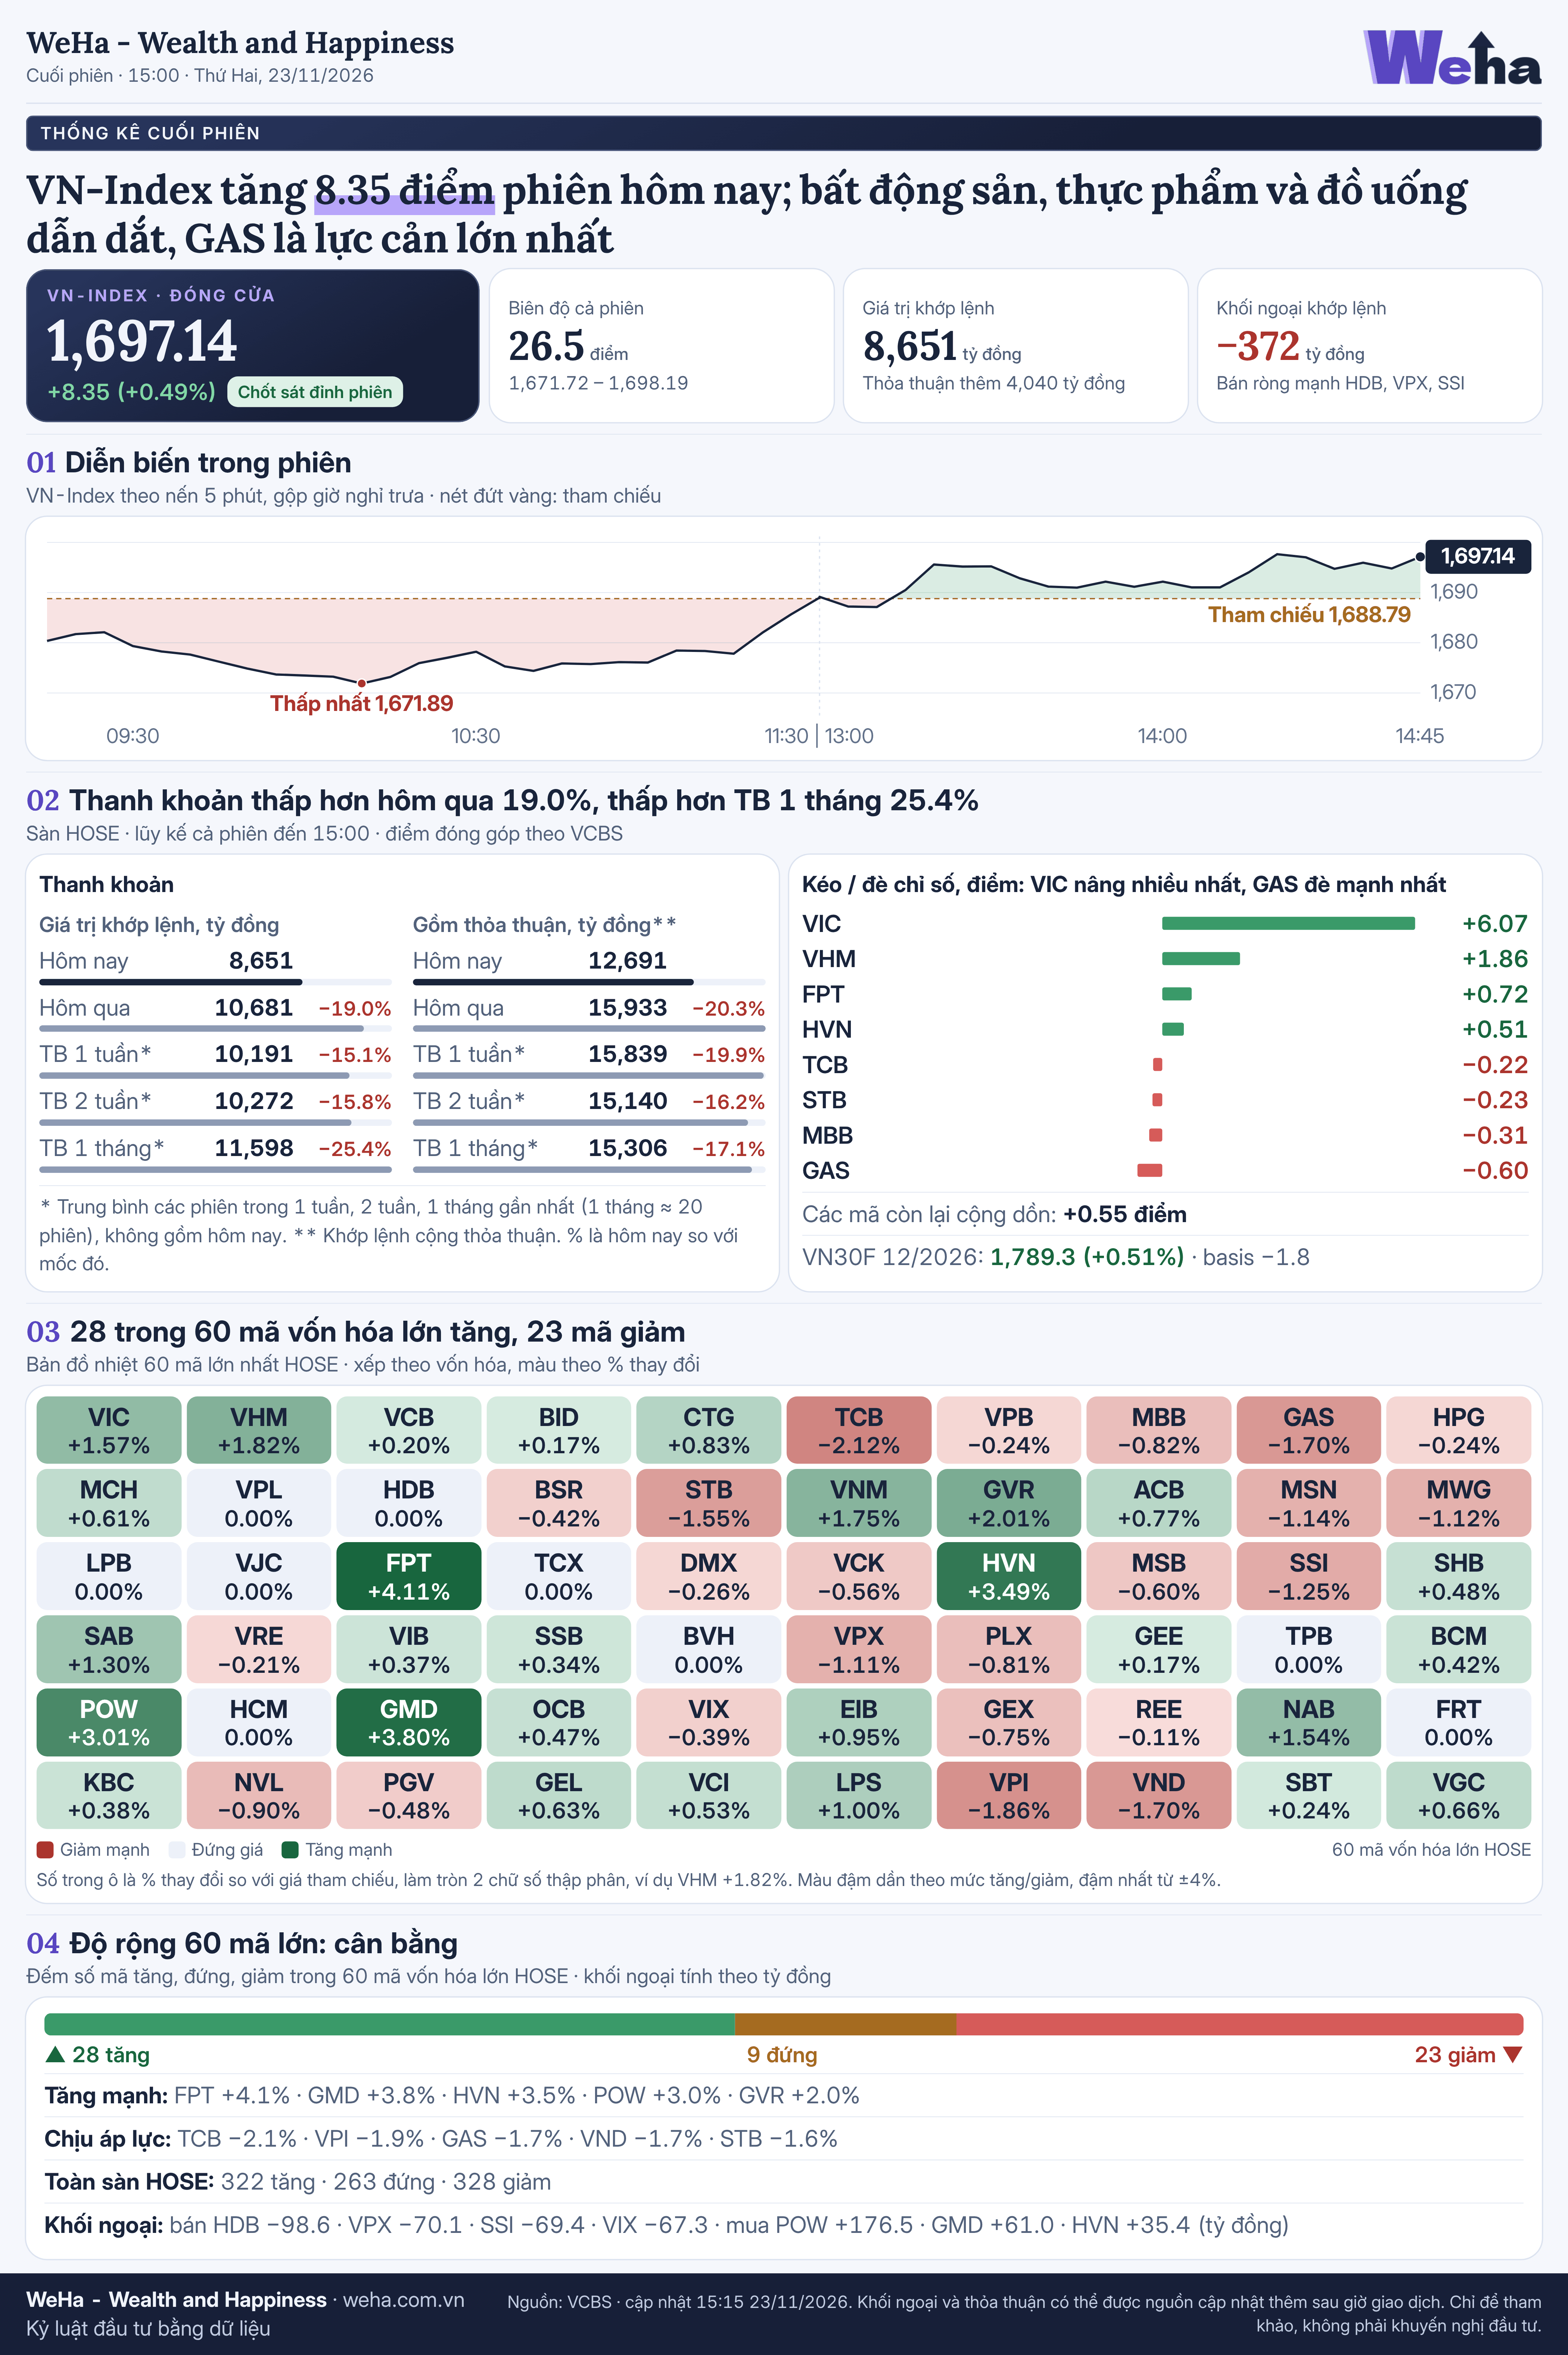 WeHa - Wealth and Happiness
Cuối phiên · 15:00 · Thứ Hai, 23/11/2026
Weha
THỐNG KÊ CUỐI PHIÊN
VN-Index tăng 8.35 điểm phiên hôm nay; bất động sản, thực phẩm và đồ uống
dẫn dắt, GAS là lực cản lớn nhất
VN-INDEX · ĐÓNG CỬA
1,697.14
+8.35 (+0.49%) Chốt sát đỉnh phiên
Biên độ cả phiên
26.5 điểm
1,671.72 – 1,698.19
Giá trị khớp lệnh
8,651 tỷ đồng
Thỏa thuận thêm 4,040 tỷ đồng
Khối ngoại khớp lệnh
−372 tỷ đồng
Bán ròng mạnh HDB, VPX, SSI
01 Diễn biến trong phiên
VN-Index theo nến 5 phút, gộp giờ nghỉ trưa · nét đứt vàng: tham chiếu
1,697.14
1,690
Tham chiếu 1,688.79
1,680
1,670
Thấp nhất 1,671.89
09:30 10:30 11:30 | 13:00 14:00 14:45
02 Thanh khoản thấp hơn hôm qua 19.0%, thấp hơn TB 1 tháng 25.4%
Sàn HOSE · lũy kế cả phiên đến 15:00 · điểm đóng góp theo VCBS
Thanh khoản
Giá trị khớp lệnh, tỷ đồng
Hôm nay 8,651
Hôm qua 10,681 −19.0%
TB 1 tuần* 10,191 −15.1%
TB 2 tuần* 10,272 −15.8%
TB 1 tháng* 11,598 −25.4%
Gồm thỏa thuận, tỷ đồng**
Hôm nay 12,691
Hôm qua 15,933 −20.3%
TB 1 tuần* 15,839 −19.9%
TB 2 tuần* 15,140 −16.2%
TB 1 tháng* 15,306 −17.1%
* Trung bình các phiên trong 1 tuần, 2 tuần, 1 tháng gần nhất (1 tháng ≈ 20
phiên), không gồm hôm nay. ** Khớp lệnh cộng thỏa thuận. % là hôm nay so với
mốc đó.
Kéo / đè chỉ số, điểm: VIC nâng nhiều nhất, GAS đè mạnh nhất
VIC +6.07
VHM +1.86
FPT +0.72
HVN +0.51
TCB −0.22
STB −0.23
MBB −0.31
GAS −0.60
Các mã còn lại cộng dồn: +0.55 điểm
VN30F 12/2026: 1,789.3 (+0.51%) · basis −1.8
03 28 trong 60 mã vốn hóa lớn tăng, 23 mã giảm
Bản đồ nhiệt 60 mã lớn nhất HOSE · xếp theo vốn hóa, màu theo % thay đổi
VIC VHM VCB BID CTG TCB VPB MBB GAS HPG
+1.57% +1.82% +0.20% +0.17% +0.83% −2.12% −0.24% −0.82% −1.70% −0.24%
MCH VPL HDB BSR STB VNM GVR ACB MSN MWG
+0.61% 0.00% 0.00% −0.42% −1.55% +1.75% +2.01% +0.77% −1.14% −1.12%
LPB VJC FPT TCX DMX VCK HVN MSB SSI SHB
0.00% 0.00% +4.11% 0.00% −0.26% −0.56% +3.49% −0.60% −1.25% +0.48%
SAB VRE VIB SSB BVH VPX PLX GEE TPB BCM
+1.30% −0.21% +0.37% +0.34% 0.00% −1.11% −0.81% +0.17% 0.00% +0.42%
POW HCM GMD OCB VIX EIB GEX REE NAB FRT
+3.01% 0.00% +3.80% +0.47% −0.39% +0.95% −0.75% −0.11% +1.54% 0.00%
KBC NVL PGV GEL VCI LPS VPI VND SBT VGC
+0.38% −0.90% −0.48% +0.63% +0.53% +1.00% −1.86% −1.70% +0.24% +0.66%
Giảm mạnh Đứng giá Tăng mạnh 60 mã vốn hóa lớn HOSE
Số trong ô là % thay đổi so với giá tham chiếu, làm tròn 2 chữ số thập phân, ví dụ VHM +1.82%. Màu đậm dần theo mức tăng/giảm, đậm nhất từ ±4%.
04 Độ rộng 60 mã lớn: cân bằng
Đếm số mã tăng, đứng, giảm trong 60 mã vốn hóa lớn HOSE · khối ngoại tính theo tỷ đồng
▲ 28 tăng 9 đứng 23 giảm ▼
Tăng mạnh: FPT +4.1% · GMD +3.8% · HVN +3.5% · POW +3.0% · GVR +2.0%
Chịu áp lực: TCB −2.1% · VPI −1.9% · GAS −1.7% · VND −1.7% · STB −1.6%
Toàn sàn HOSE: 322 tăng · 263 đứng · 328 giảm
Khối ngoại: bán HDB −98.6 · VPX −70.1 · SSI −69.4 · VIX −67.3 · mua POW +176.5 · GMD +61.0 · HVN +35.4 (tỷ đồng)
WeHa - Wealth and Happiness · weha.com.vn
Kỷ luật đầu tư bằng dữ liệu
Nguồn: VCBS · cập nhật 15:15 23/11/2026. Khối ngoại và thỏa thuận có thể được nguồn cập nhật thêm sau giờ giao dịch. Chỉ để tham
khảo, không phải khuyến nghị đầu tư.